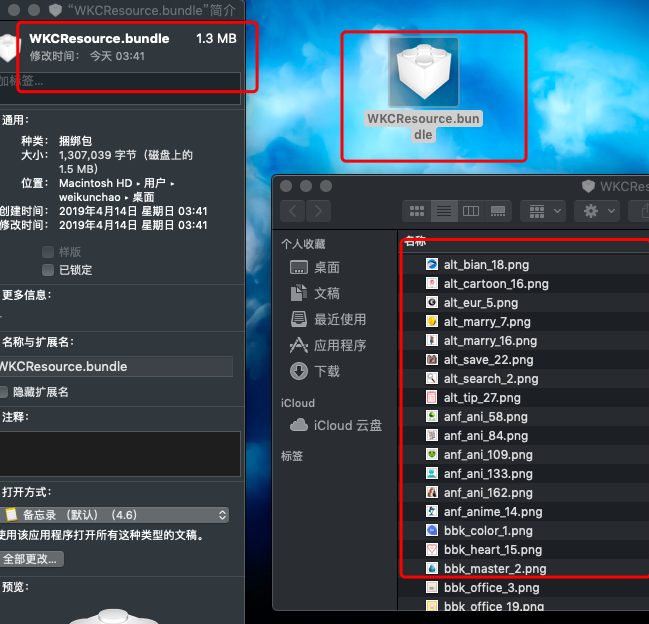 “WKCResource.bundle”简介
WKCResource.bundle 1.3 MB
修改时间： 今天 03:41
加标签...
通用：
种类： 捆绑包
大小： 1,307,039 字节（磁盘上的
1.5 MB）
位置： Macintosh HD ▸ 用户 ▸
weikunchao ▸ 桌面
创建时间： 2019年4月14日 星期日 03:41
修改时间： 2019年4月14日 星期日 03:41
样版
已锁定
更多信息：
名称与扩展名：
WKCResource.bundle
隐藏扩展名
注释：
打开方式：
备忘录 （默认） （4.6）
使用该应用程序打开所有这种类型的文稿。
全部更改...
预览：
WKCResource.bun
dle
WKCRes
个人收藏
桌面
文稿
最近使用
应用程序
下载
iCloud
iCloud 云盘
标签
名称
alt_bian_18.png
alt_cartoon_16.png
alt_eur_5.png
alt_marry_7.png
alt_marry_16.png
alt_save_22.png
alt_search_2.png
alt_tip_27.png
anf_ani_58.png
anf_ani_84.png
anf_ani_109.png
anf_ani_133.png
anf_ani_162.png
anf_anime_14.png
bbk_color_1.png
bbk_heart_15.png
bbk_master_2.png
bbk_office_3.png
bbk_office_19.png